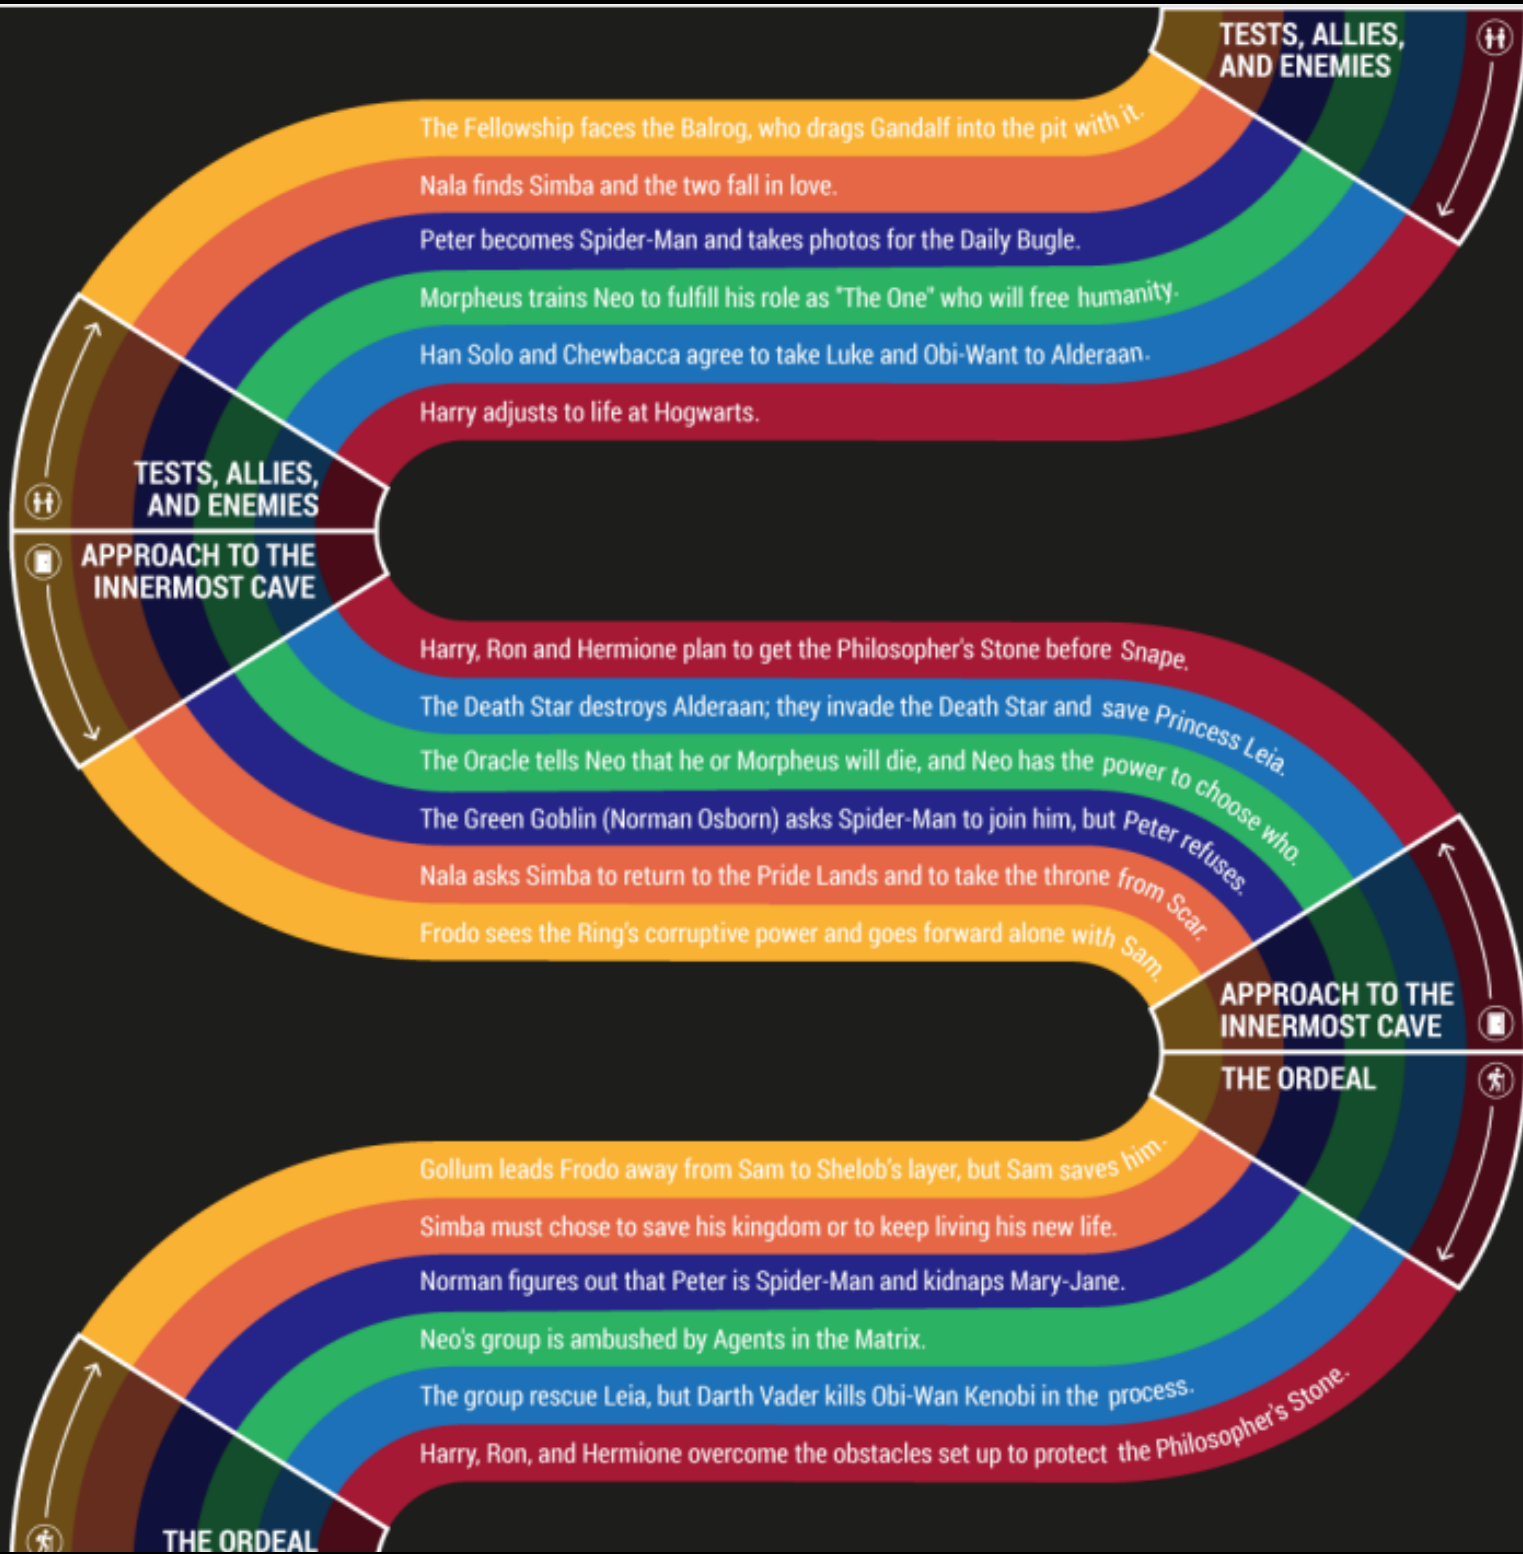 TESTS, ALLIES,
AND ENEMIES
The Fellowship faces the Balrog, who drags Gandalf into the pit with it.
Nala finds Simba and the two fall in love.
Peter becomes Spider-Man and takes photos for the Daily Bugle.
Morpheus trains Neo to fulfill his role as "The One" who will free humanity.
Han Solo and Chewbacca agree to take Luke and Obi-Want to Alderaan.
Harry adjusts to life at Hogwarts.
TESTS, ALLIES,
AND ENEMIES
APPROACH TO THE
INNERMOST CAVE
Harry, Ron and Hermione plan to get the Philosopher's Stone before Snape.
The Death Star destroys Alderaan; they invade the Death Star and save Princess Leia.
The Oracle tells Neo that he or Morpheus will die, and Neo has the power to choose who.
The Green Goblin (Norman Osborn) asks Spider-Man to join him, but Peter refuses.
Nala asks Simba to return to the Pride Lands and to take the throne from Scar.
Frodo sees the Ring's corruptive power and goes forward alone with Sam.
APPROACH TO THE
INNERMOST CAVE
THE ORDEAL
Gollum leads Frodo away from Sam to Shelob's layer, but Sam saves him.
Simba must chose to save his kingdom or to keep living his new life.
Norman figures out that Peter is Spider-Man and kidnaps Mary-Jane.
Neo's group is ambushed by Agents in the Matrix.
The group rescue Leia, but Darth Vader kills Obi-Wan Kenobi in the process.
Harry, Ron, and Hermione overcome the obstacles set up to protect the Philosopher's Stone.
THE ORDEAL